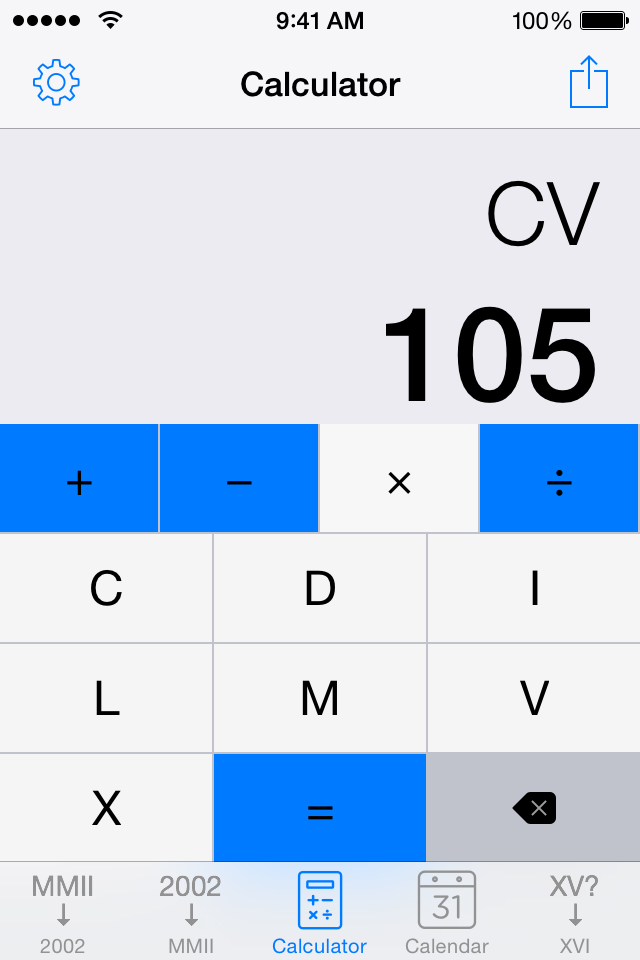 9:41 AM 100%
Calculator
CV
105
+ − × ÷
C D I
L M V
X =
MMII 2002 31 XV?
2002 MMII Calculator Calendar XVI